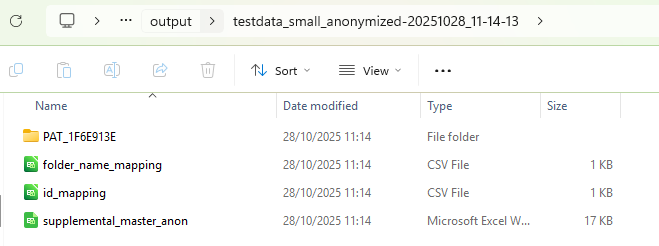 output > testdata_small_anonymized-20251028_11-14-13 >
Sort View
Name Date modified Type Size
PAT_1F6E913E 28/10/2025 11:14 File folder
folder_name_mapping 28/10/2025 11:14 CSV File 1 KB
id_mapping 28/10/2025 11:14 CSV File 1 KB
supplemental_master_anon 28/10/2025 11:14 Microsoft Excel W... 17 KB